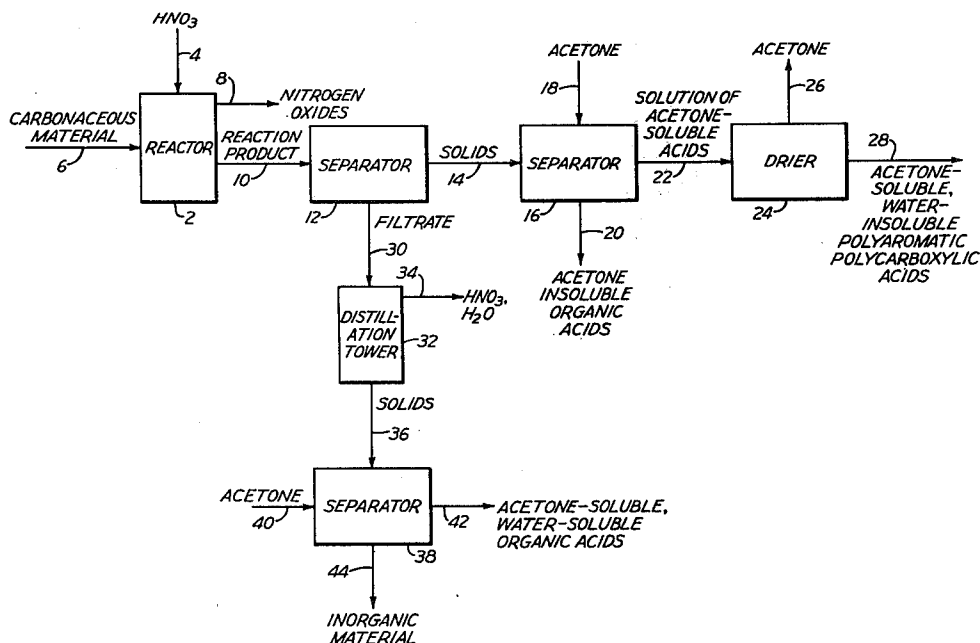 HNO3
4
8
NITROGEN
OXIDES
CARBONACEOUS
MATERIAL
6
REACTOR
2
REACTION
PRODUCT
10
SEPARATOR
12
SOLIDS
14
ACETONE
18
SEPARATOR
16
20
ACETONE
INSOLUBLE
ORGANIC
ACIDS
SOLUTION OF
ACETONE-
SOLUBLE
ACIDS
22
ACETONE
26
DRIER
24
28
ACETONE-
SOLUBLE,
WATER-
INSOLUBLE
POLYAROMATIC
POLYCARBOXYLIC
ACIDS
FILTRATE
30
34
HNO3,
H2O
DISTILL-
ATION
TOWER
32
SOLIDS
36
ACETONE
40
SEPARATOR
38
42
ACETONE-SOLUBLE,
WATER-SOLUBLE
ORGANIC ACIDS
44
INORGANIC
MATERIAL